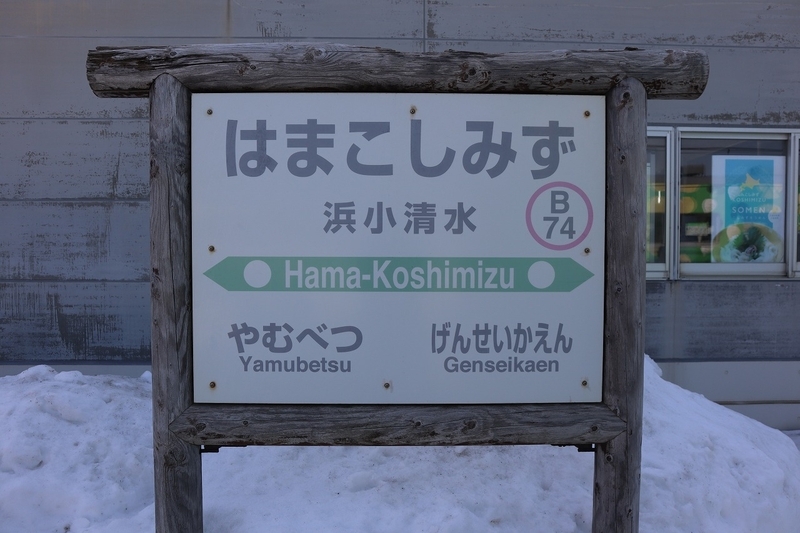 はまこしみず
浜小清水
B
74
Hama-Koshimizu
やむべつ
Yamubetsu
げんせいかえん
Genseikaen
SOMEN